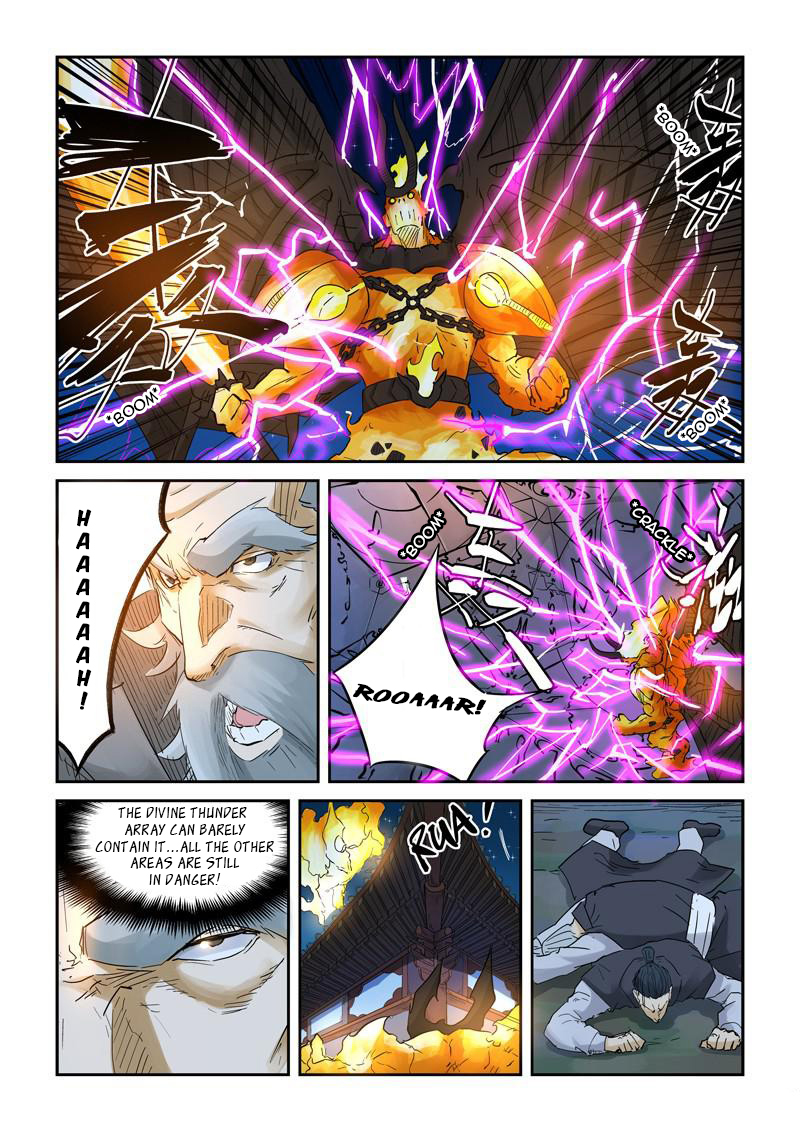 *BOOM*
*BOOM*
*BOOM*
HAAAAAAAH!
*BOOM*
*CRACKLE*
ROOAAAR!
THE DIVINE THUNDER
ARRAY CAN BARELY
CONTAIN IT...ALL THE OTHER
AREAS ARE STILL
IN DANGER!
RUA!